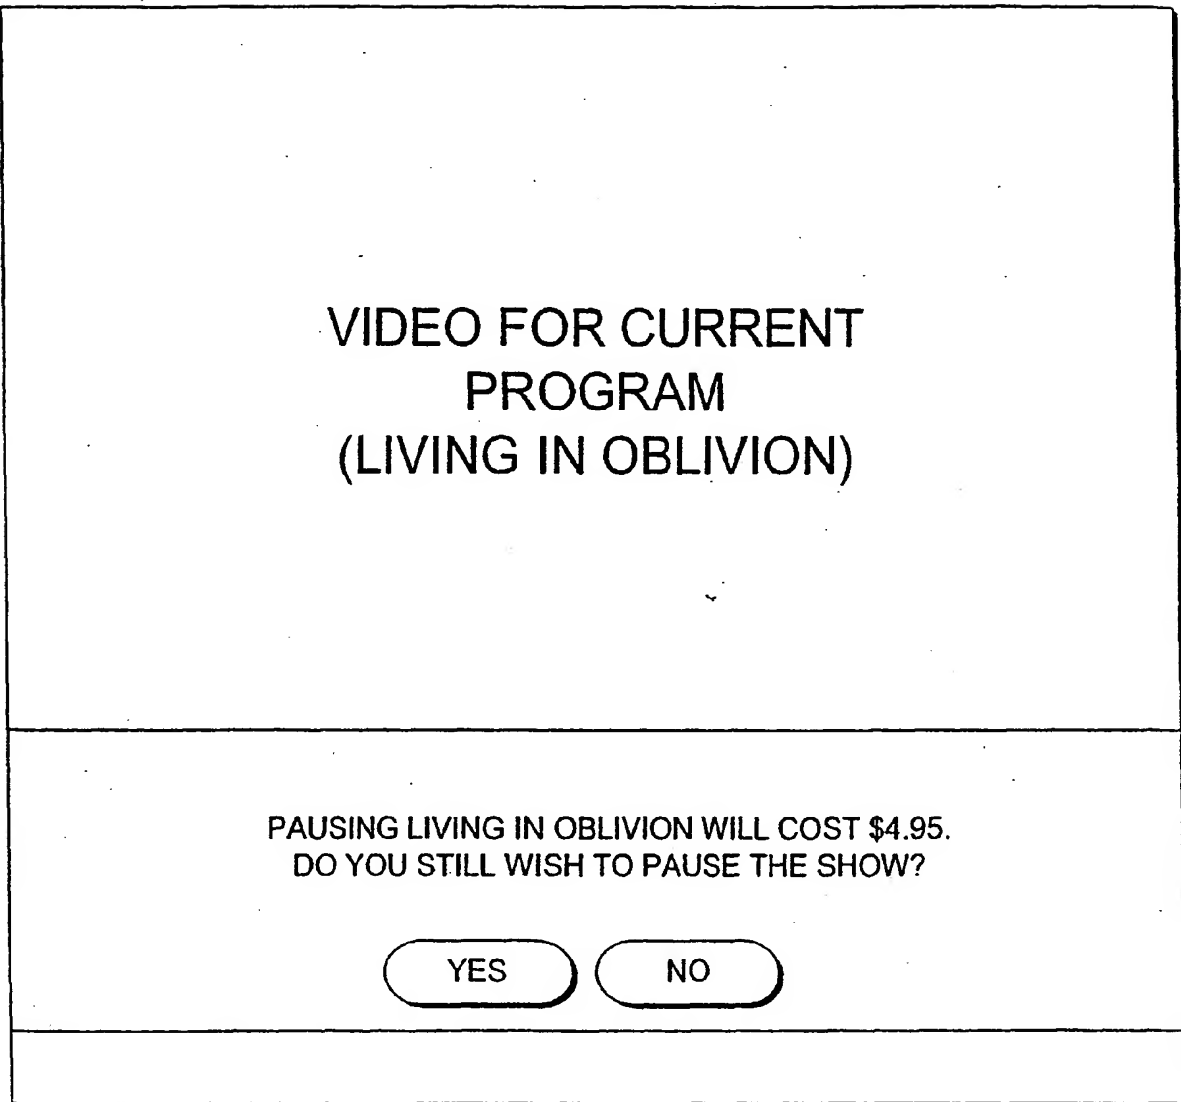 VIDEO FOR CURRENT
PROGRAM
(LIVING IN OBLIVION)
PAUSING LIVING IN OBLIVION WILL COST $4.95.
DO YOU STILL WISH TO PAUSE THE SHOW?
YES NO